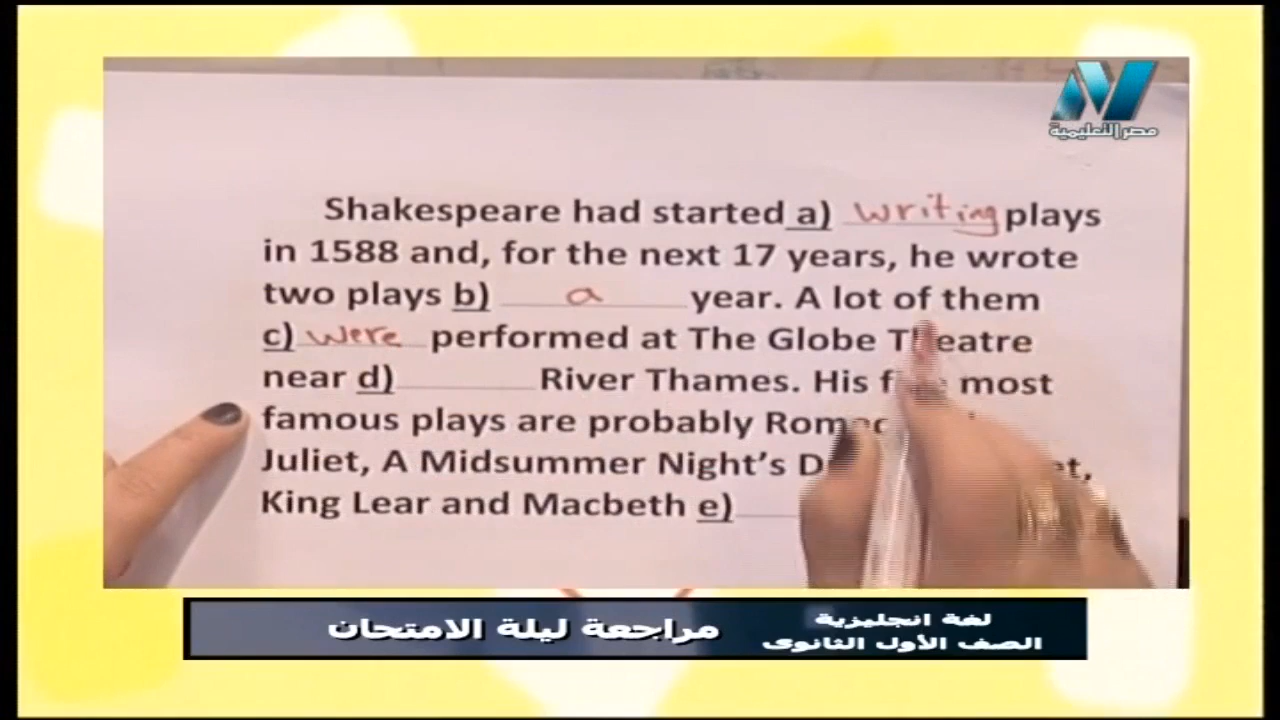 مصر التعليمية
Shakespeare had started a) writing plays
in 1588 and, for the next 17 years, he wrote
two plays b) a year. A lot of them
c) were performed at The Globe Theatre
near d) River Thames. His most
famous plays are probably
Juliet, A Midsummer Night's
King Lear and Macbeth e)
لغة انجليزية
الصف الأول الثانوى
مراجعة ليلة الامتحان